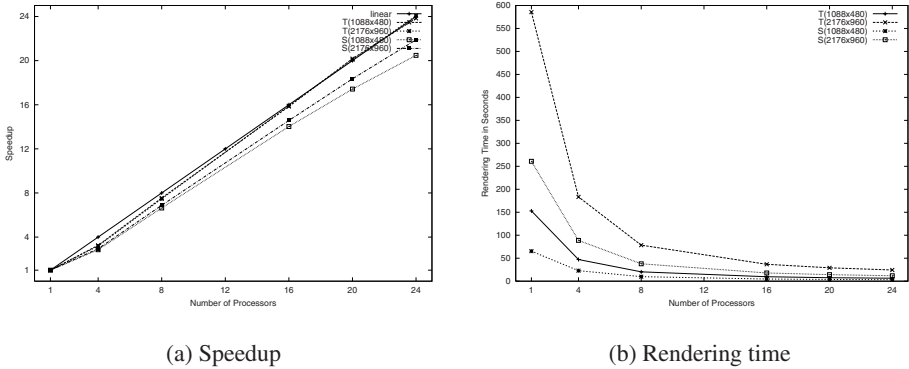 24
20
16
12
8
4
1
Speedup
linear
T(1088x480)
T(2176x960)
S(1088x480)
S(2176x960)
1 4 8 12 16 20 24
Number of Processors
(a) Speedup
600
550
500
450
400
350
300
250
200
150
100
50
0
Rendering Time in Seconds
T(1088x480)
T(2176x960)
S(1088x480)
S(2176x960)
1 4 8 12 16 20 24
Number of Processors
(b) Rendering time